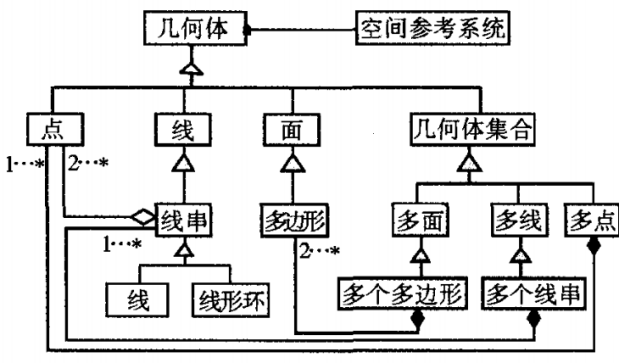 几何体 空间参考系统
点 线 面 几何体集合
1…* 2…*
线串 多边形 多面 多线 多点
1…* 2…*
线 线形环 多个多边形 多个线串